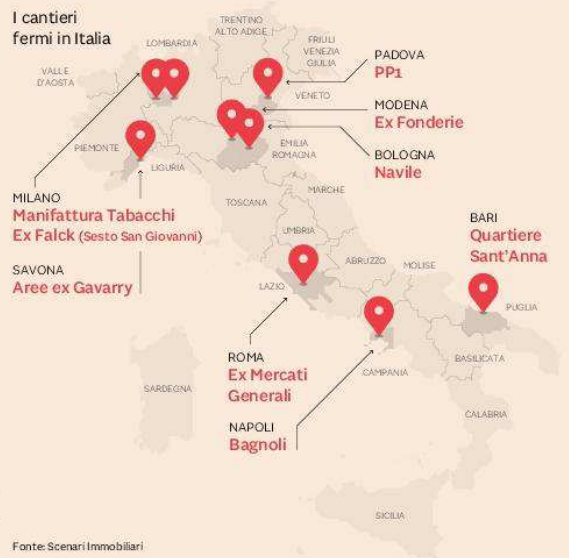 I cantieri
fermi in Italia
TRENTINO
ALTO ADIGE
LOMBARDIA
FRIULI
VENEZIA
GIULIA
VALLE
D'AOSTA
VENETO
PIEMONTE
LIGURIA
EMILIA
ROMAGNA
PADOVA
PP1
MODENA
Ex Fonderie
BOLOGNA
Navile
MILANO
Manifattura Tabacchi
Ex Falck (Sesto San Giovanni)
SAVONA
Aree ex Gavarry
TOSCANA
MARCHE
UMBRIA
LAZIO
ABRUZZO
MOLISE
BARI
Quartiere
Sant'Anna
PUGLIA
BASILICATA
CAMPANIA
CALABRIA
SARDEGNA
ROMA
Ex Mercati
Generali
NAPOLI
Bagnoli
SICILIA
Fonte: Scenari Immobiliari